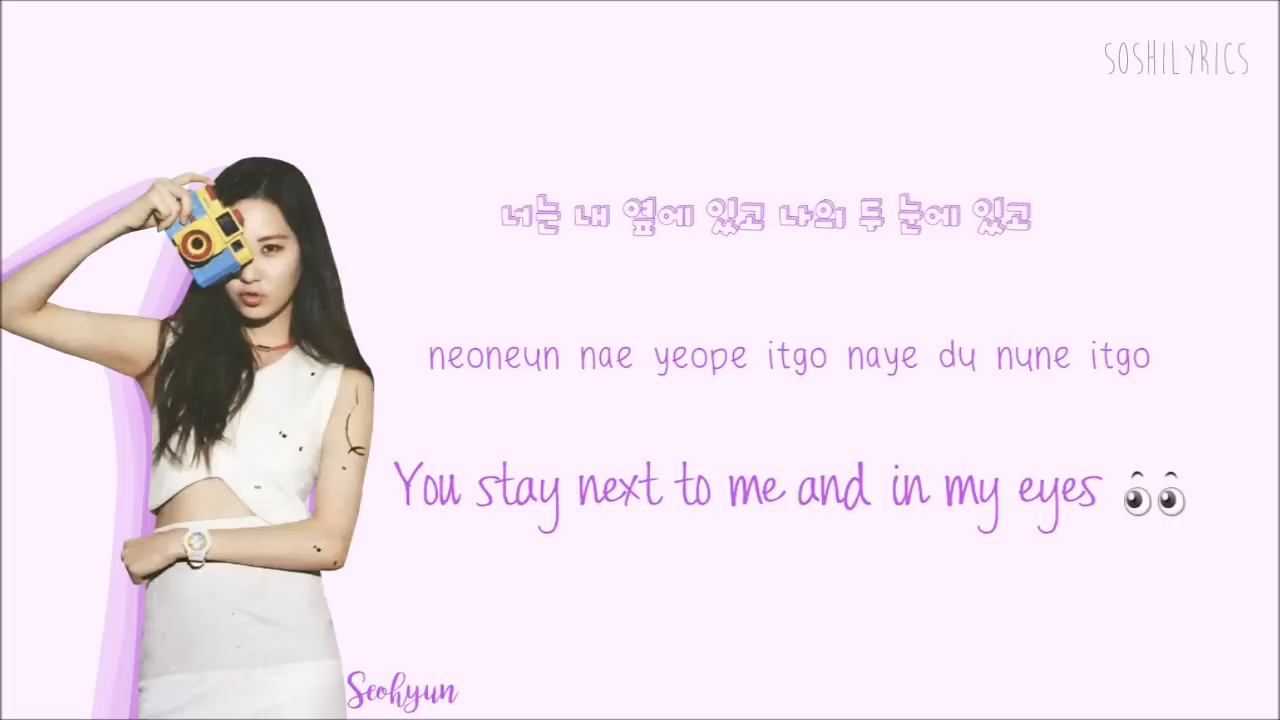 SOSHILYRICS
너는 내 옆에 있고 나의 두 눈에 있고
neoneun nae yeope itgo naye du nune itgo
You stay next to me and in my eyes 👀
Seohyun